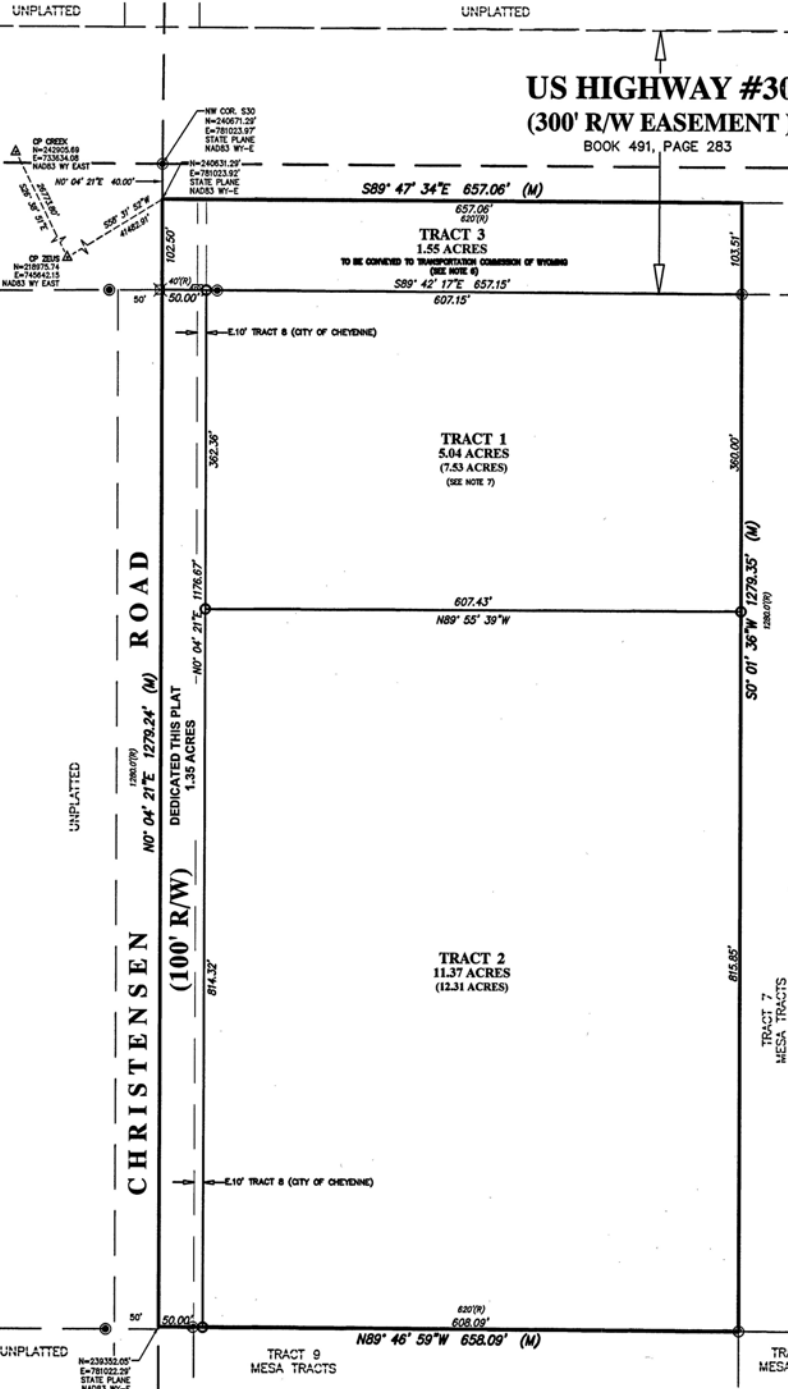 UNPLATTED
UNPLATTED
US HIGHWAY #30
(300' R/W EASEMENT )
BOOK 491, PAGE 283
NW COR. S30
N=240671.29'
E=781023.97'
STATE PLANE
NAD83 WY-E
CP CREEK
N=242905.69
E=733634.08
NAD83 WY EAST
N0° 04' 21"E 40.00'
N=240631.29'
E=781023.92'
STATE PLANE
NAD83 WY-E
S26° 38' 51"E
26773.80'
S58° 31' 52"W
41482.91'
CP ZEUS
N=218975.74
E=745642.15
NAD83 WY EAST
S89° 47' 34"E 657.06' (M)
657.06'
620'(R)
TRACT 3
1.55 ACRES
TO BE CONVEYED TO TRANSPORTATION COMMISSION OF WYOMING
(SEE NOTE 6)
102.50'
103.51'
S89° 42' 17"E 657.15'
607.15'
40'(R)
50'
50.00'
E.10' TRACT 8 (CITY OF CHEYENNE)
362.36'
TRACT 1
5.04 ACRES
(7.53 ACRES)
(SEE NOTE 7)
360.00'
607.43'
N89° 55' 39"W
N0° 04' 21"E 1176.67'
S0° 01' 36"W 1279.35' (M)
1280.0'(R)
CHRISTENSEN ROAD
N0° 04' 21"E 1279.24' (M)
1280.0'(R)
DEDICATED THIS PLAT
1.35 ACRES
(100' R/W)
UNPLATTED
814.32'
TRACT 2
11.37 ACRES
(12.31 ACRES)
815.85'
TRACT 7
MESA TRACTS
E.10' TRACT 8 (CITY OF CHEYENNE)
50'
50.00'
620'(R)
608.09'
N89° 46' 59"W 658.09' (M)
UNPLATTED
N=239352.05'
E=781022.29'
STATE PLANE
NAD83 WY-E
TRACT 9
MESA TRACTS
TRA
MESA